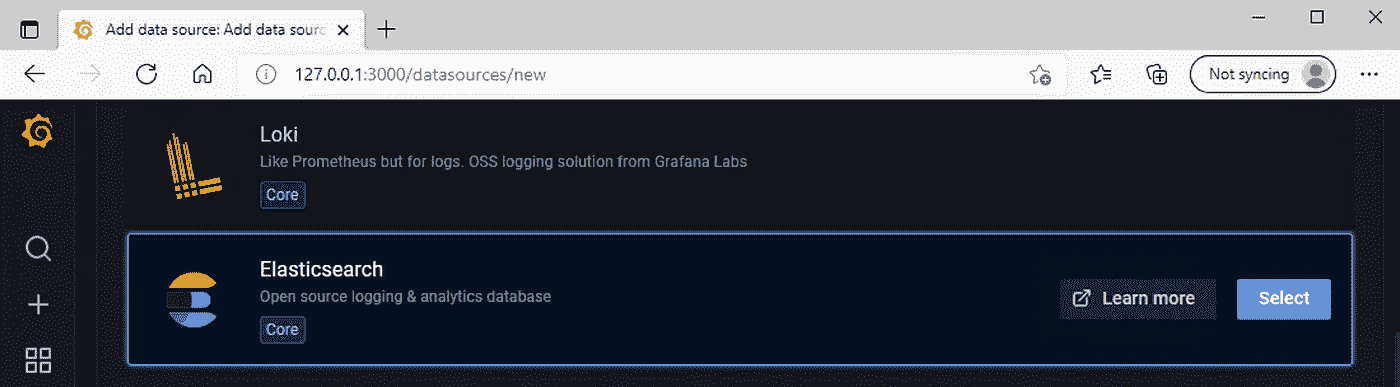 Add data source: Add data sourc
127.0.0.1:3000/datasources/new
Not syncing
Loki
Like Prometheus but for logs. OSS logging solution from Grafana Labs
Core
Elasticsearch
Open source logging & analytics database
Core
Learn more
Select